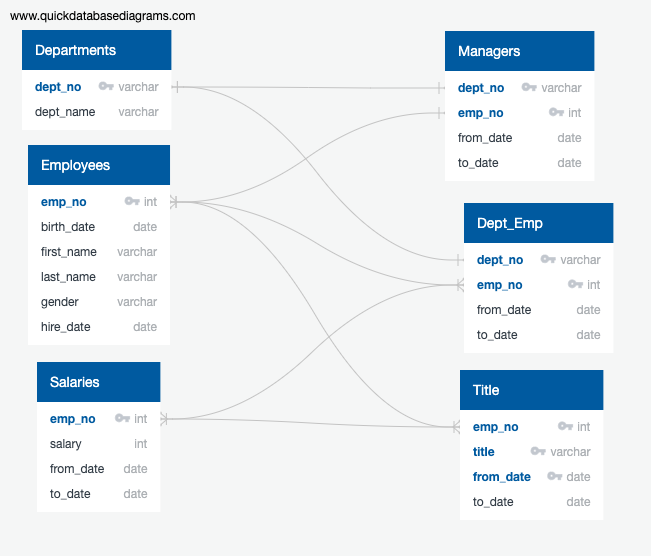 www.quickdatabasediagrams.com
Departments
dept_no varchar
dept_name varchar
Employees
emp_no int
birth_date date
first_name varchar
last_name varchar
gender varchar
hire_date date
Salaries
emp_no int
salary int
from_date date
to_date date
Managers
dept_no varchar
emp_no int
from_date date
to_date date
Dept_Emp
dept_no varchar
emp_no int
from_date date
to_date date
Title
emp_no int
title varchar
from_date date
to_date date